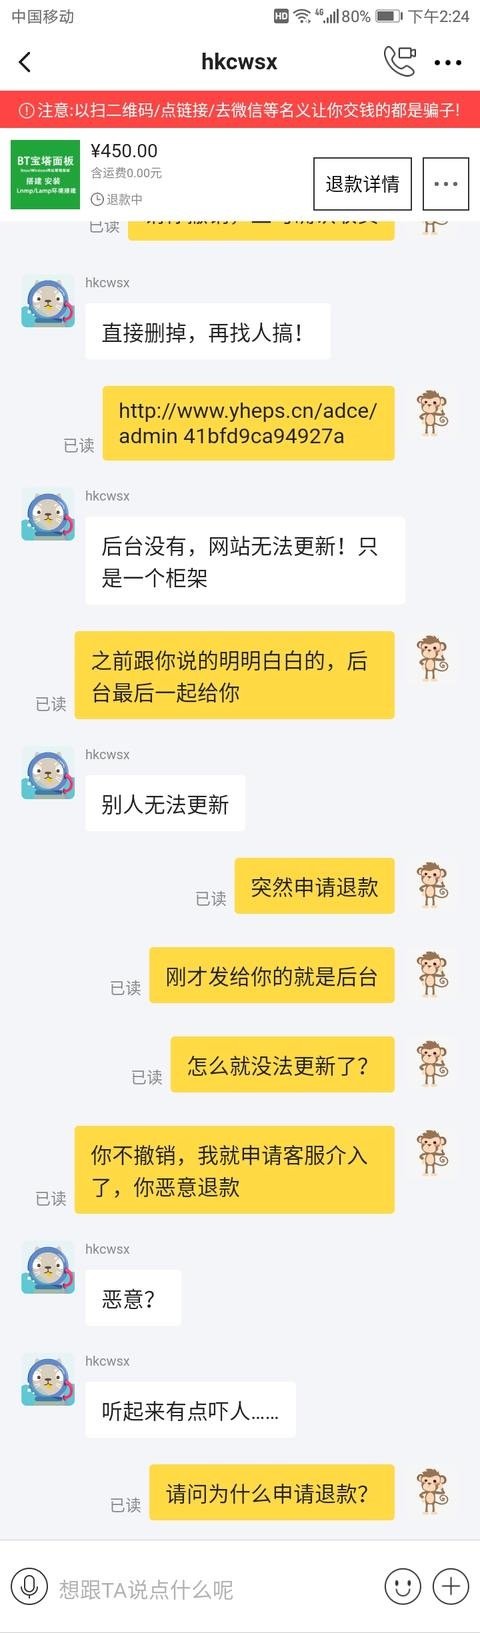 中国移动 HD 4G 80% 下午2:24
hkcwsx
注意:以扫二维码/点链接/去微信等名义让你交钱的都是骗子!
BT宝塔面板
搭建 安装
Lnmp/Lamp环境搭建
¥450.00
含运费0.00元
退款中
退款详情
已读
hkcwsx
直接删掉，再找人搞！
http://www.yheps.cn/adce/
admin 41bfd9ca94927a
已读
hkcwsx
后台没有，网站无法更新！只
是一个柜架
之前跟你说的明明白白的，后
台最后一起给你
已读
hkcwsx
别人无法更新
突然申请退款
已读
刚才发给你的就是后台
已读
怎么就没法更新了？
已读
你不撤销，我就申请客服介入
了，你恶意退款
已读
hkcwsx
恶意？
hkcwsx
听起来有点吓人......
请问为什么申请退款？
已读
想跟TA说点什么呢